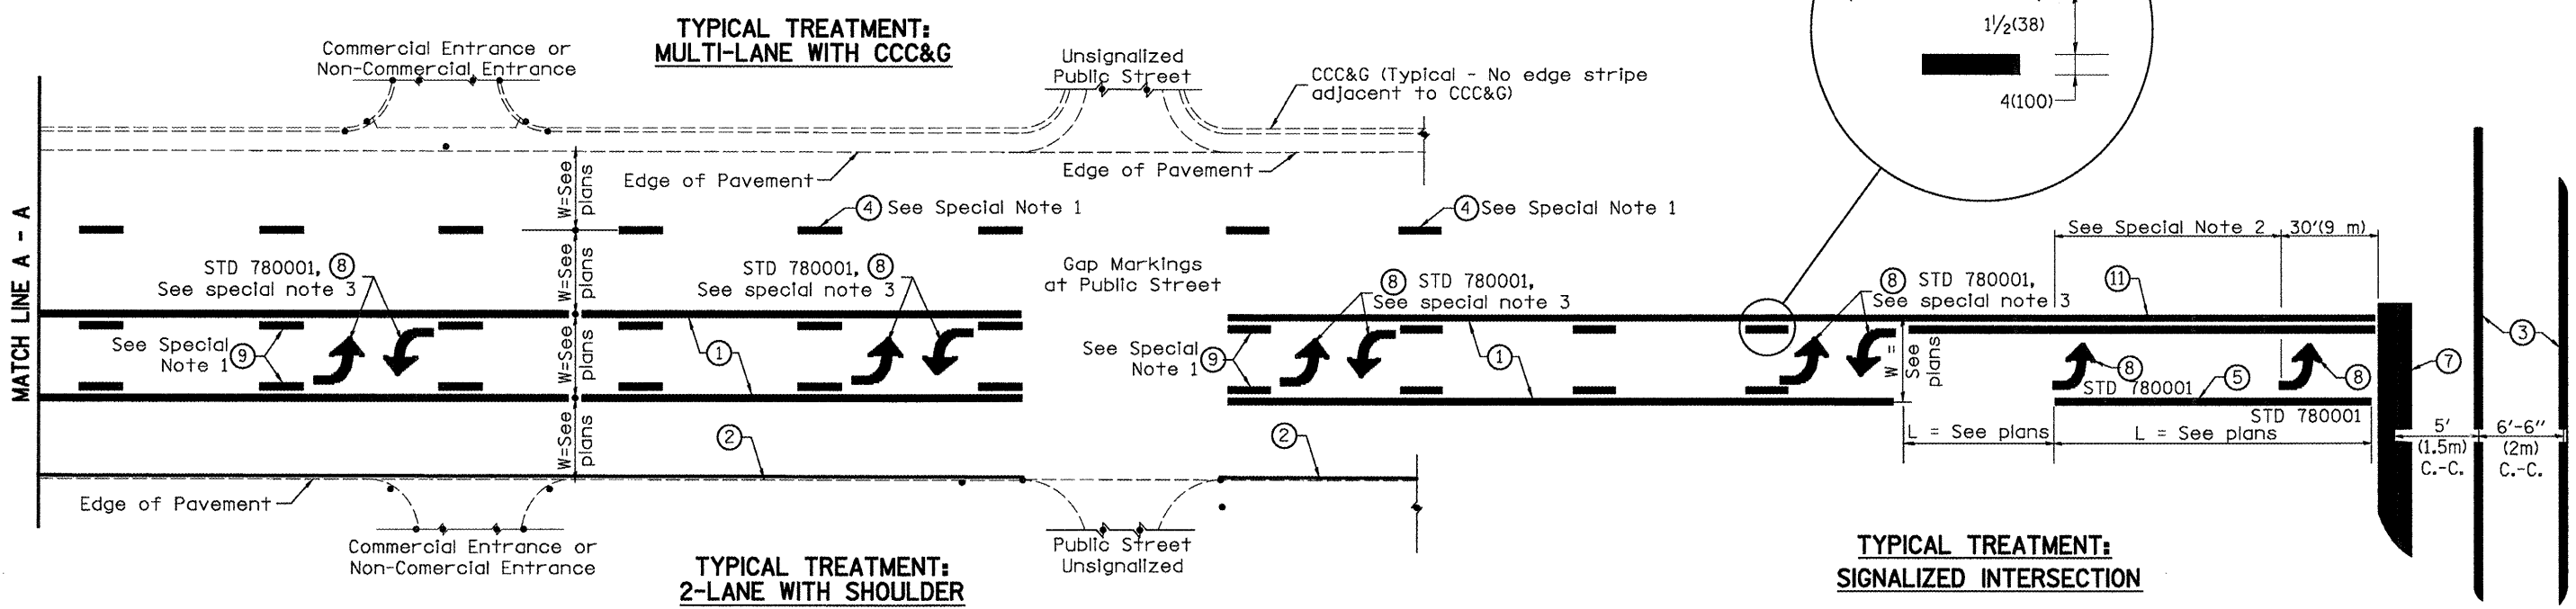 TYPICAL TREATMENT:
MULTI-LANE WITH CCC&G
Commercial Entrance or
Non-Commercial Entrance
Unsignalized
Public Street
CCC&G (Typical - No edge stripe
adjacent to CCC&G)
1½(38)
4(100)
Edge of Pavement
Edge of Pavement
W=See
plans
MATCH LINE A - A
4 See Special Note 1
4 See Special Note 1
See Special Note 2
30'(9 m)
STD 780001, 8
See special note 3
W=See
plans
STD 780001, 8
See special note 3
Gap Markings
at Public Street
8 STD 780001,
See special note 3
8 STD 780001,
See special note 3
11
3
See Special
Note 1
9
W=See
plans
1
See Special
Note 1
9
1
W =
See
plans
8
STD 780001
5
8
7
STD 780001
W=See
plans
2
2
L = See plans
L = See plans
5'
(1.5m)
C.-C.
6'-6"
(2m)
C.-C.
Edge of Pavement
Commercial Entrance or
Non-Comercial Entrance
TYPICAL TREATMENT:
2-LANE WITH SHOULDER
Public Street
Unsignalized
TYPICAL TREATMENT:
SIGNALIZED INTERSECTION